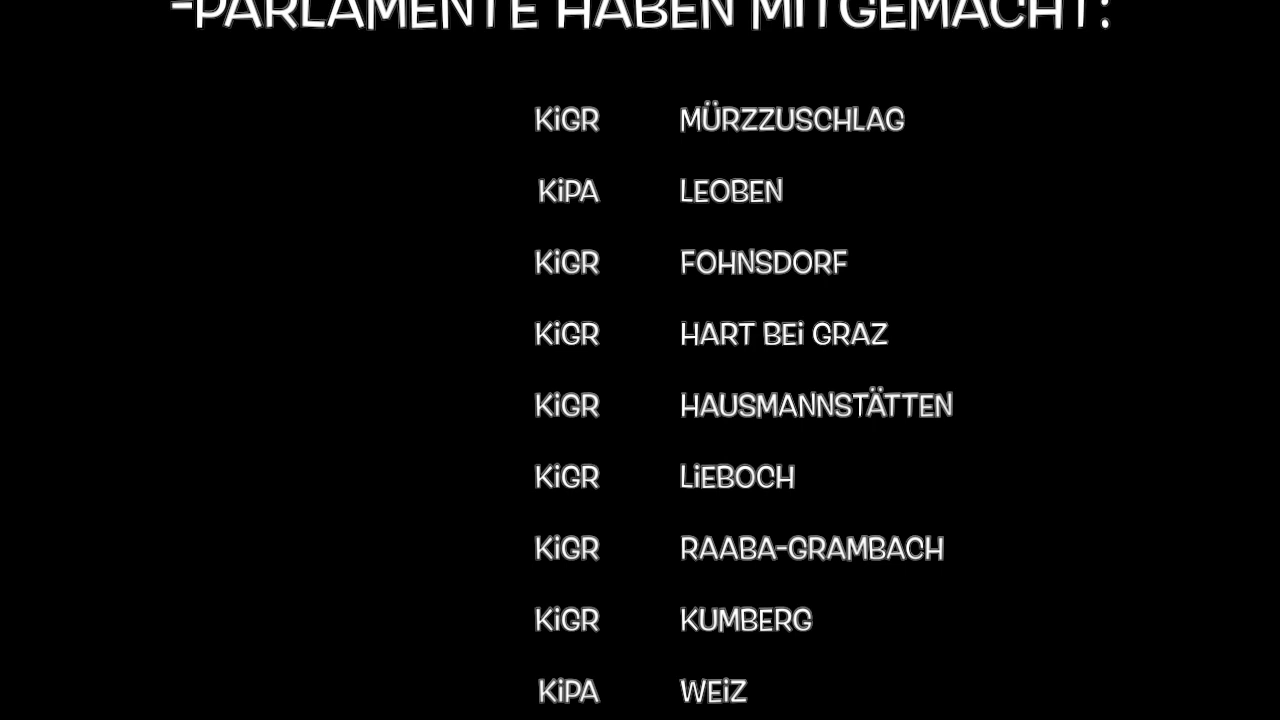 -PARLAMENTE HABEN MITGEMACHT:
KiGR MÜRZZUSCHLAG
KiPA LEOBEN
KiGR FOHNSDORF
KiGR HART BEi GRAZ
KiGR HAUSMANNSTÄTTEN
KiGR LiEBOCH
KiGR RAABA-GRAMBACH
KiGR KUMBERG
KiPA WEiZ